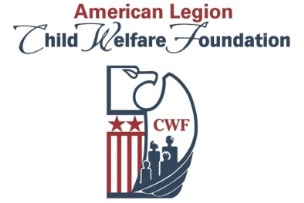 American Legion
Child Welfare Foundation
CWF